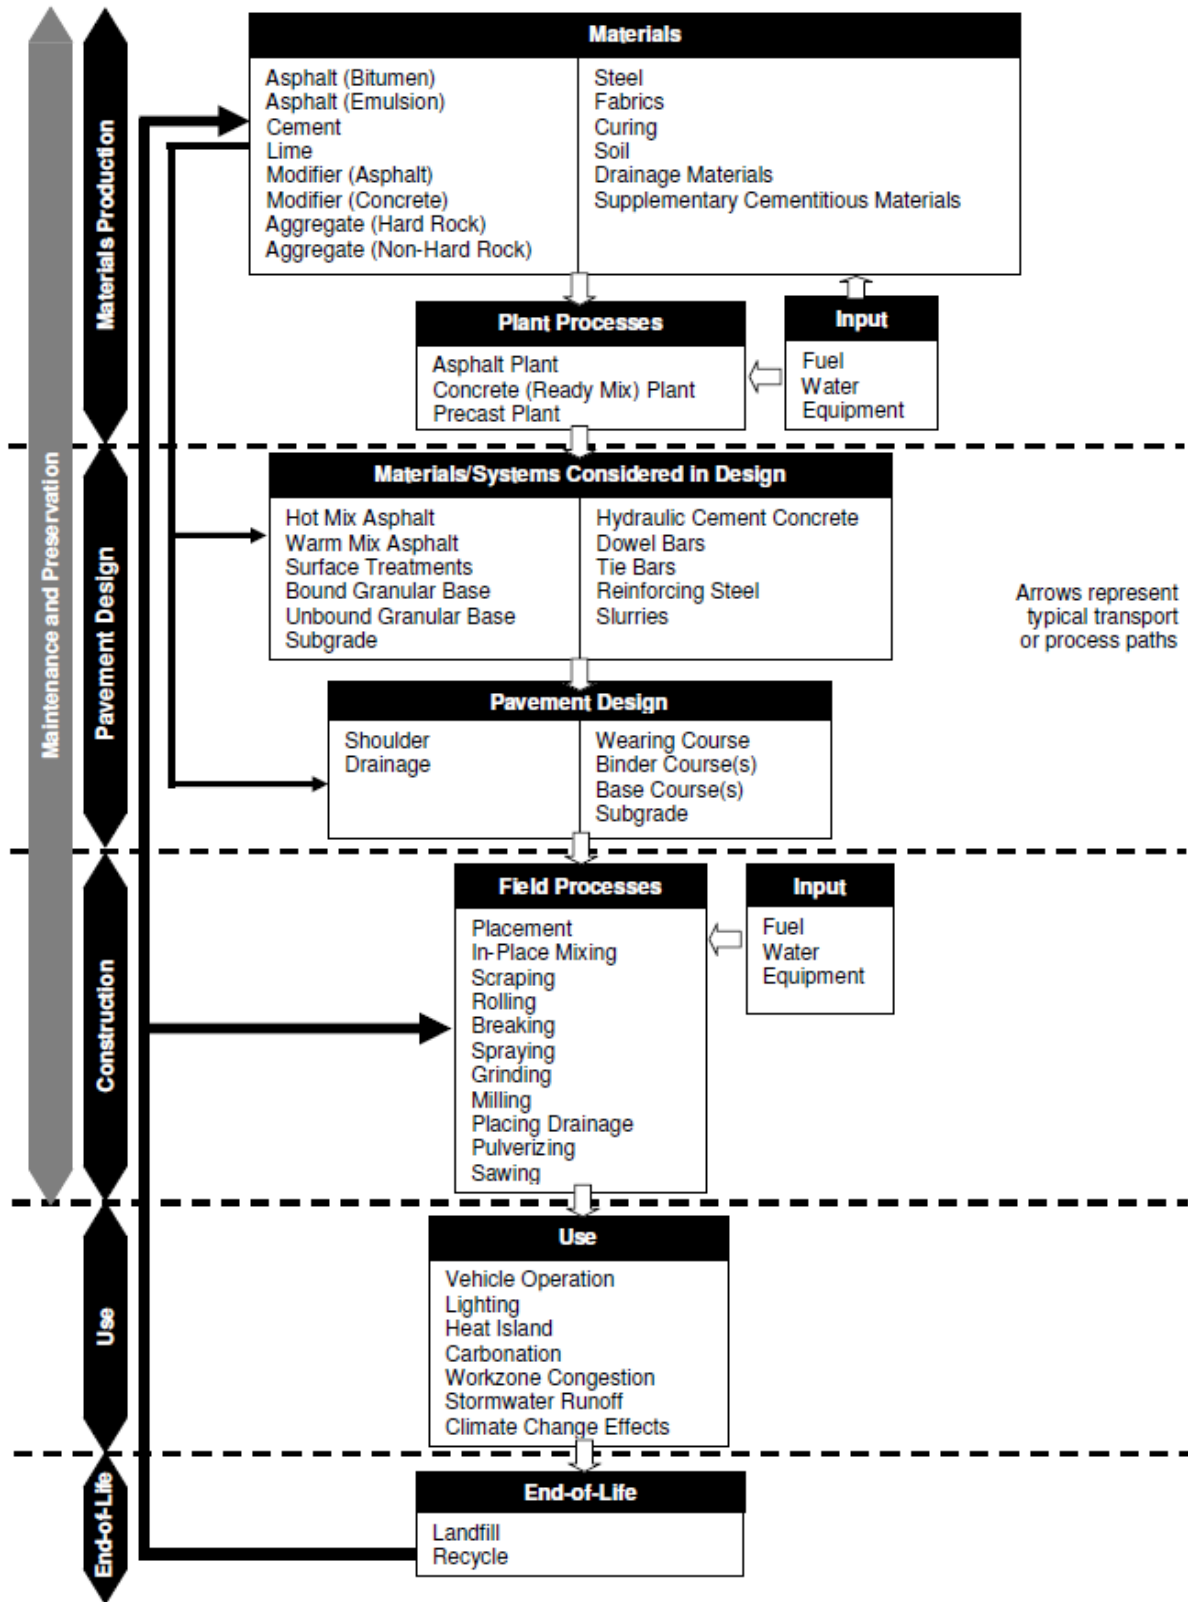 Materials
Asphalt (Bitumen)
Asphalt (Emulsion)
Cement
Lime
Modifier (Asphalt)
Modifier (Concrete)
Aggregate (Hard Rock)
Aggregate (Non-Hard Rock)
Steel
Fabrics
Curing
Soil
Drainage Materials
Supplementary Cementitious Materials
Materials Production
Plant Processes
Asphalt Plant
Concrete (Ready Mix) Plant
Precast Plant
Input
Fuel
Water
Equipment
Maintenance and Preservation
Pavement Design
Materials/Systems Considered in Design
Hot Mix Asphalt
Warm Mix Asphalt
Surface Treatments
Bound Granular Base
Unbound Granular Base
Subgrade
Hydraulic Cement Concrete
Dowel Bars
Tie Bars
Reinforcing Steel
Slurries
Arrows represent
typical transport
or process paths
Pavement Design
Shoulder
Drainage
Wearing Course
Binder Course(s)
Base Course(s)
Subgrade
Construction
Field Processes
Placement
In-Place Mixing
Scraping
Rolling
Breaking
Spraying
Grinding
Milling
Placing Drainage
Pulverizing
Sawing
Input
Fuel
Water
Equipment
Use
Use
Vehicle Operation
Lighting
Heat Island
Carbonation
Workzone Congestion
Stormwater Runoff
Climate Change Effects
End-of-Life
End-of-Life
Landfill
Recycle